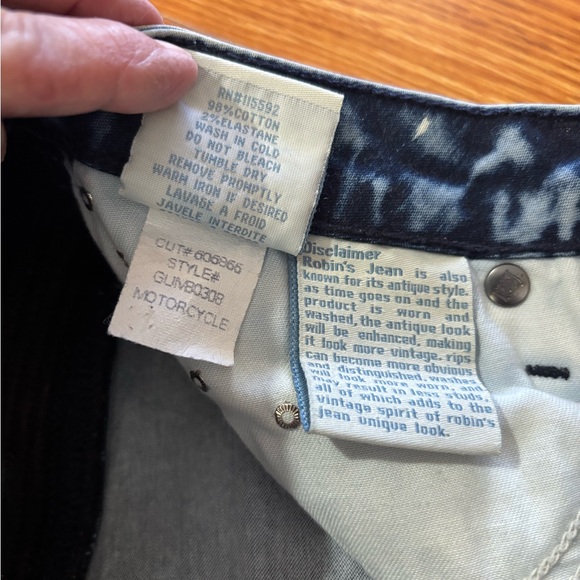 RN#115592
98%COTTON
2%ELASTANE
WASH IN COLD
DO NOT BLEACH
TUMBLE DRY
REMOVE PROMPTLY
WARM IRON IF DESIRED
LAVAGE A FROID
JAVELE INTERDITE
CUT# 606966
STYLE#
GLIMB0308
MOTORCYCLE
Disclaimer
Robin's Jean is also
known for its antique style.
as time goes on and the
product is worn and
washed, the antique look
will be enhanced, making
it look more vintage. rips
can become more obvious
and distinguished. washes
will look more worn and
may result in less studs.
all of which adds to the
vintage spirit of robin's
jean unique look.